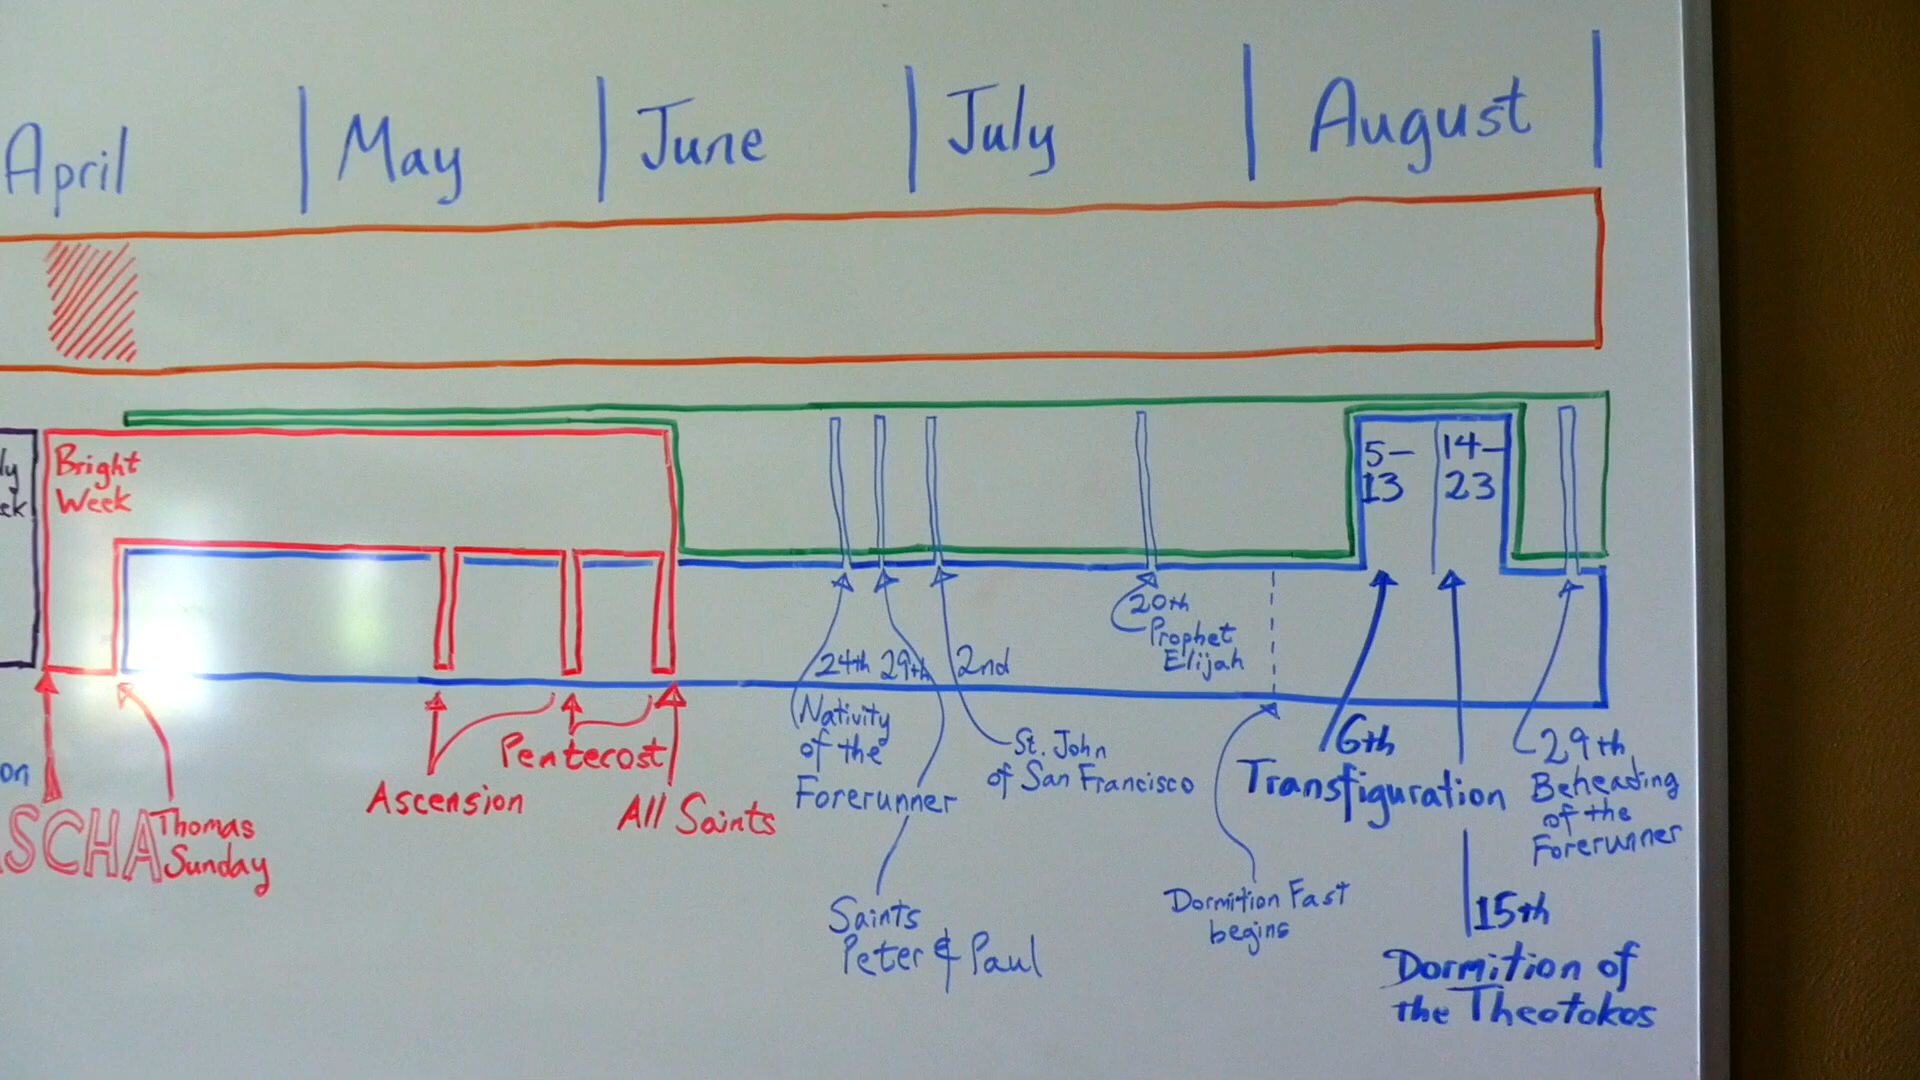 April
May
June
July
August
Bright
Week
5–
13
14–
23
20th
Prophet
Elijah
24th
29th
2nd
Nativity
of the
Forerunner
St. John
of San Francisco
Saints
Peter & Paul
Pentecost
Ascension
All Saints
SCHA
Thomas
Sunday
Dormition Fast
begins
6th
Transfiguration
15th
Dormition of
the Theotokos
29th
Beheading
of the
Forerunner